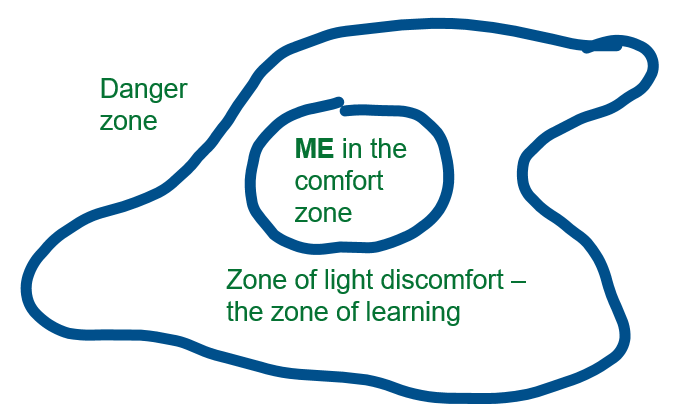 Danger
zone
ME in the
comfort
zone
Zone of light discomfort –
the zone of learning